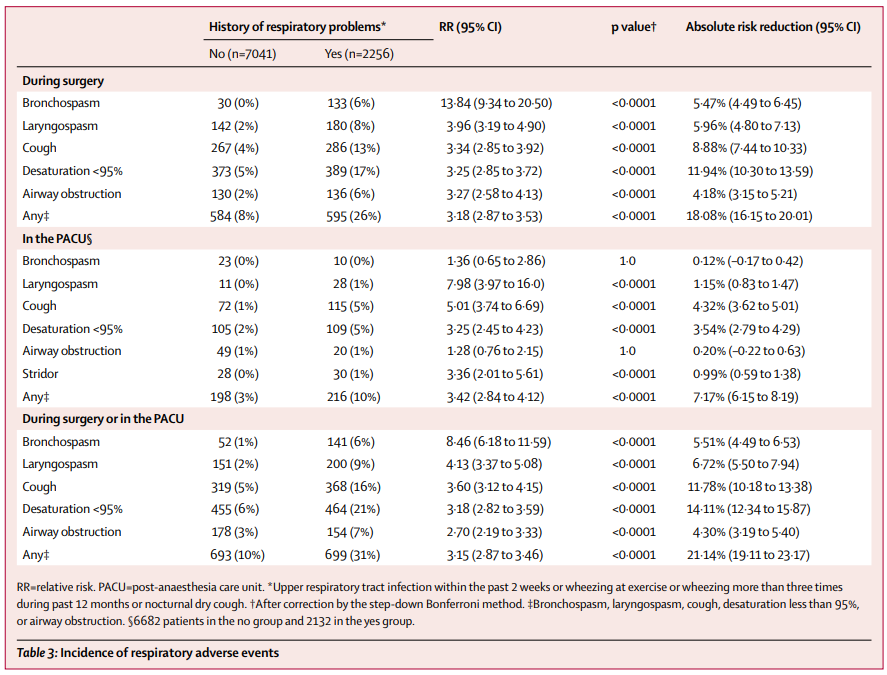 History of respiratory problems* RR (95% CI) p value† Absolute risk reduction (95% CI)
No (n=7041) Yes (n=2256)
During surgery
Bronchospasm 30 (0%) 133 (6%) 13·84 (9·34 to 20·50) <0·0001 5·47% (4·49 to 6·45)
Laryngospasm 142 (2%) 180 (8%) 3·96 (3·19 to 4·90) <0·0001 5·96% (4·80 to 7·13)
Cough 267 (4%) 286 (13%) 3·34 (2·85 to 3·92) <0·0001 8·88% (7·44 to 10·33)
Desaturation <95% 373 (5%) 389 (17%) 3·25 (2·85 to 3·72) <0·0001 11·94% (10·30 to 13·59)
Airway obstruction 130 (2%) 136 (6%) 3·27 (2·58 to 4·13) <0·0001 4·18% (3·15 to 5·21)
Any‡ 584 (8%) 595 (26%) 3·18 (2·87 to 3·53) <0·0001 18·08% (16·15 to 20·01)
In the PACU§
Bronchospasm 23 (0%) 10 (0%) 1·36 (0·65 to 2·86) 1·0 0·12% (–0·17 to 0·42)
Laryngospasm 11 (0%) 28 (1%) 7·98 (3·97 to 16·0) <0·0001 1·15% (0·83 to 1·47)
Cough 72 (1%) 115 (5%) 5·01 (3·74 to 6·69) <0·0001 4·32% (3·62 to 5·01)
Desaturation <95% 105 (2%) 109 (5%) 3·25 (2·45 to 4·23) <0·0001 3·54% (2·79 to 4·29)
Airway obstruction 49 (1%) 20 (1%) 1·28 (0·76 to 2·15) 1·0 0·20% (–0·22 to 0·63)
Stridor 28 (0%) 30 (1%) 3·36 (2·01 to 5·61) <0·0001 0·99% (0·59 to 1·38)
Any‡ 198 (3%) 216 (10%) 3·42 (2·84 to 4·12) <0·0001 7·17% (6·15 to 8·19)
During surgery or in the PACU
Bronchospasm 52 (1%) 141 (6%) 8·46 (6·18 to 11·59) <0·0001 5·51% (4·49 to 6·53)
Laryngospasm 151 (2%) 200 (9%) 4·13 (3·37 to 5·08) <0·0001 6·72% (5·50 to 7·94)
Cough 319 (5%) 368 (16%) 3·60 (3·12 to 4·15) <0·0001 11·78% (10·18 to 13·38)
Desaturation <95% 455 (6%) 464 (21%) 3·18 (2·82 to 3·59) <0·0001 14·11% (12·34 to 15·87)
Airway obstruction 178 (3%) 154 (7%) 2·70 (2·19 to 3·33) <0·0001 4·30% (3·19 to 5·40)
Any‡ 693 (10%) 699 (31%) 3·15 (2·87 to 3·46) <0·0001 21·14% (19·11 to 23·17)
RR=relative risk. PACU=post-anaesthesia care unit. *Upper respiratory tract infection within the past 2 weeks or wheezing at exercise or wheezing more than three times
during past 12 months or nocturnal dry cough. †After correction by the step-down Bonferroni method. ‡Bronchospasm, laryngospasm, cough, desaturation less than 95%,
or airway obstruction. §6682 patients in the no group and 2132 in the yes group.
Table 3: Incidence of respiratory adverse events